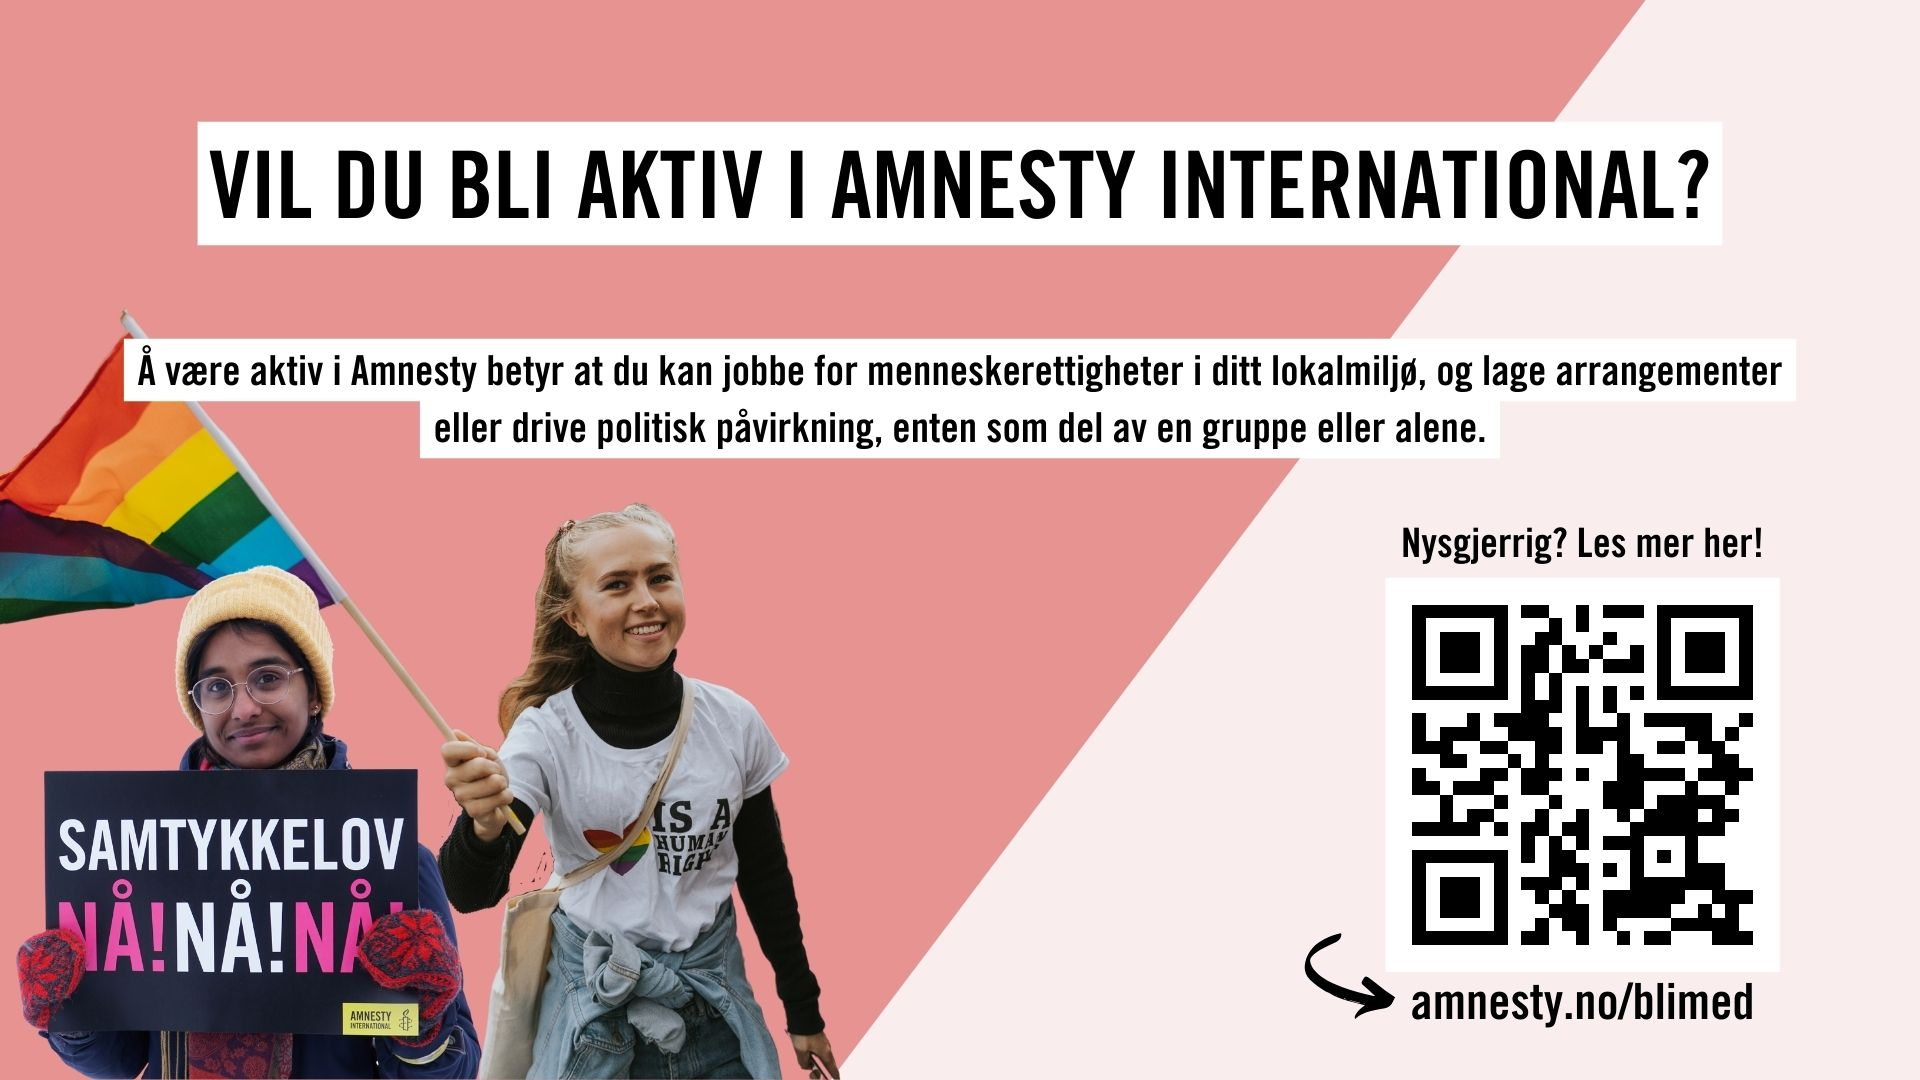 VIL DU BLI AKTIV I AMNESTY INTERNATIONAL?
Å være aktiv i Amnesty betyr at du kan jobbe for menneskerettigheter i ditt lokalmiljø, og lage arrangementer
eller drive politisk påvirkning, enten som del av en gruppe eller alene.
Nysgjerrig? Les mer her!
amnesty.no/blimed
SAMTYKKELOV
NÅ!NÅ!NÅ!
AMNESTY
INTERNATIONAL
IS A
HUMAN